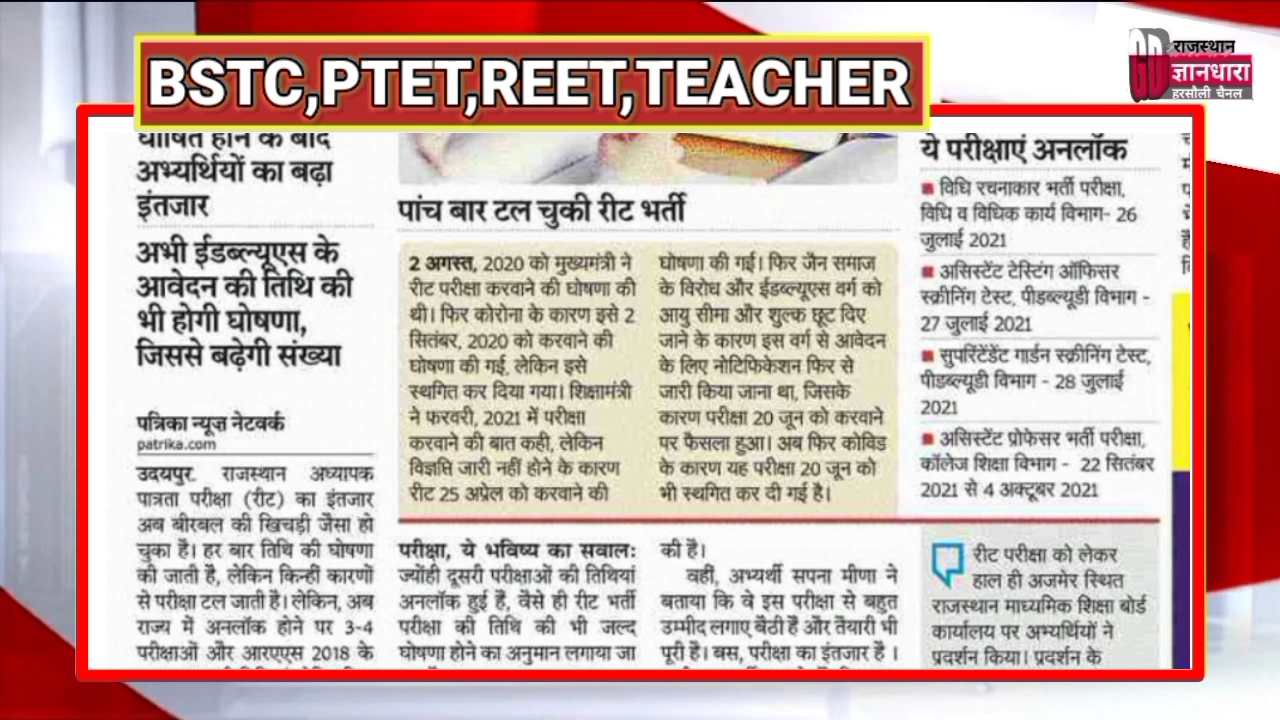 BSTC,PTET,REET,TEACHER
राजस्थान
ज्ञानधारा
हरसोली चैनल
घोषित होने के बाद
अभ्यर्थियों का बढ़ा
इंतजार
अभी ईडब्ल्यूएस के
आवेदन की तिथि की
भी होगी घोषणा,
जिससे बढ़ेगी संख्या
पत्रिका न्यूज़ नेटवर्क
patrika.com
उदयपुर. राजस्थान अध्यापक
पात्रता परीक्षा (रीट) का इंतजार
अब बीरबल की खिचड़ी जैसा हो
चुका है। हर बार तिथि की घोषणा
की जाती है, लेकिन किन्हीं कारणों
से परीक्षा टल जाती है। लेकिन, अब
राज्य में अनलॉक होने पर 3-4
परीक्षाओं और आरएएस 2018 के
पांच बार टल चुकी रीट भर्ती
2 अगस्त, 2020 को मुख्यमंत्री ने
रीट परीक्षा करवाने की घोषणा की
थी। फिर कोरोना के कारण इसे 2
सितंबर, 2020 को करवाने की
घोषणा की गई, लेकिन इसे
स्थगित कर दिया गया। शिक्षामंत्री
ने फरवरी, 2021 में परीक्षा
करवाने की बात कही, लेकिन
विज्ञप्ति जारी नहीं होने के कारण
रीट 25 अप्रेल को करवाने की
घोषणा की गई। फिर जैन समाज
के विरोध और ईडब्ल्यूएस वर्ग को
आयु सीमा और शुल्क छूट दिए
जाने के कारण इस वर्ग से आवेदन
के लिए नोटिफिकेशन फिर से
जारी किया जाना था, जिसके
कारण परीक्षा 20 जून को करवाने
पर फैसला हुआ। अब फिर कोविड
के कारण यह परीक्षा 20 जून को
भी स्थगित कर दी गई है।
परीक्षा, ये भविष्य का सवाल:
ज्योंही दूसरी परीक्षाओं की तिथियां
अनलॉक हुई हैं, वैसे ही रीट भर्ती
परीक्षा की तिथि की भी जल्द
घोषणा होने का अनुमान लगाया जा
की है।
वहीं, अभ्यर्थी सपना मीणा ने
बताया कि वे इस परीक्षा से बहुत
उम्मीद लगाए बैठी हैं और तैयारी भी
पूरी है। बस, परीक्षा का इंतजार है ।
ये परीक्षाएं अनलॉक
विधि रचनाकार भर्ती परीक्षा,
विधि व विधिक कार्य विभाग- 26
जुलाई 2021
असिस्टेंट टेस्टिंग ऑफिसर
स्क्रीनिंग टेस्ट, पीडब्ल्यूडी विभाग -
27 जुलाई 2021
सुपरिंटेंडेंट गार्डन स्क्रीनिंग टेस्ट,
पीडब्ल्यूडी विभाग - 28 जुलाई
2021
असिस्टेंट प्रोफेसर भर्ती परीक्षा,
कॉलेज शिक्षा विभाग - 22 सितंबर
2021 से 4 अक्टूबर 2021
रीट परीक्षा को लेकर
हाल ही अजमेर स्थित
राजस्थान माध्यमिक शिक्षा बोर्ड
कार्यालय पर अभ्यर्थियों ने
प्रदर्शन किया। प्रदर्शन के